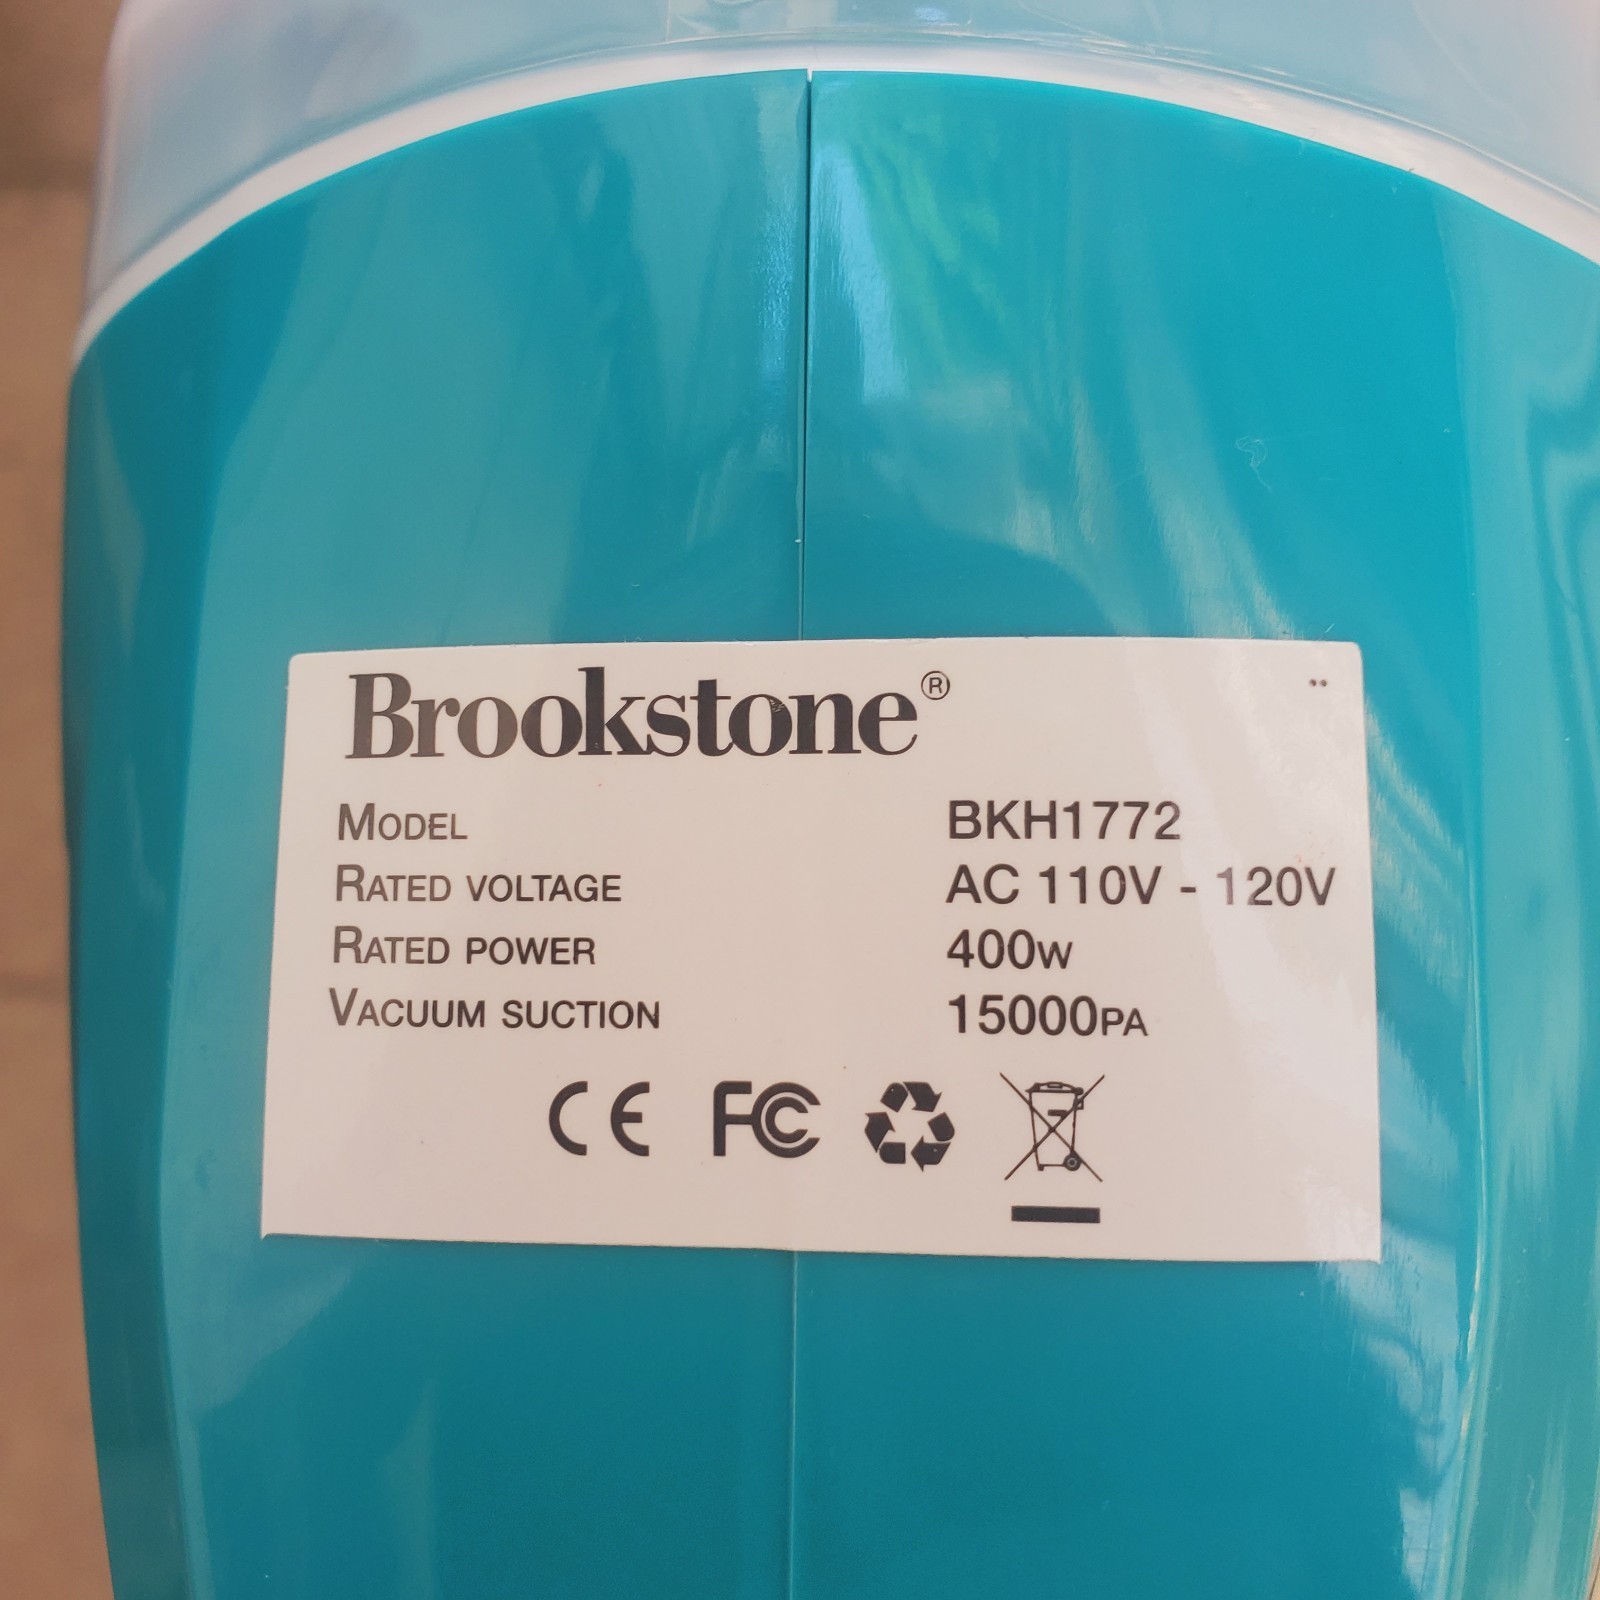 Brookstone®
MODEL BKH1772
RATED VOLTAGE AC 110V - 120V
RATED POWER 400W
VACUUM SUCTION 15000PA
CE FC